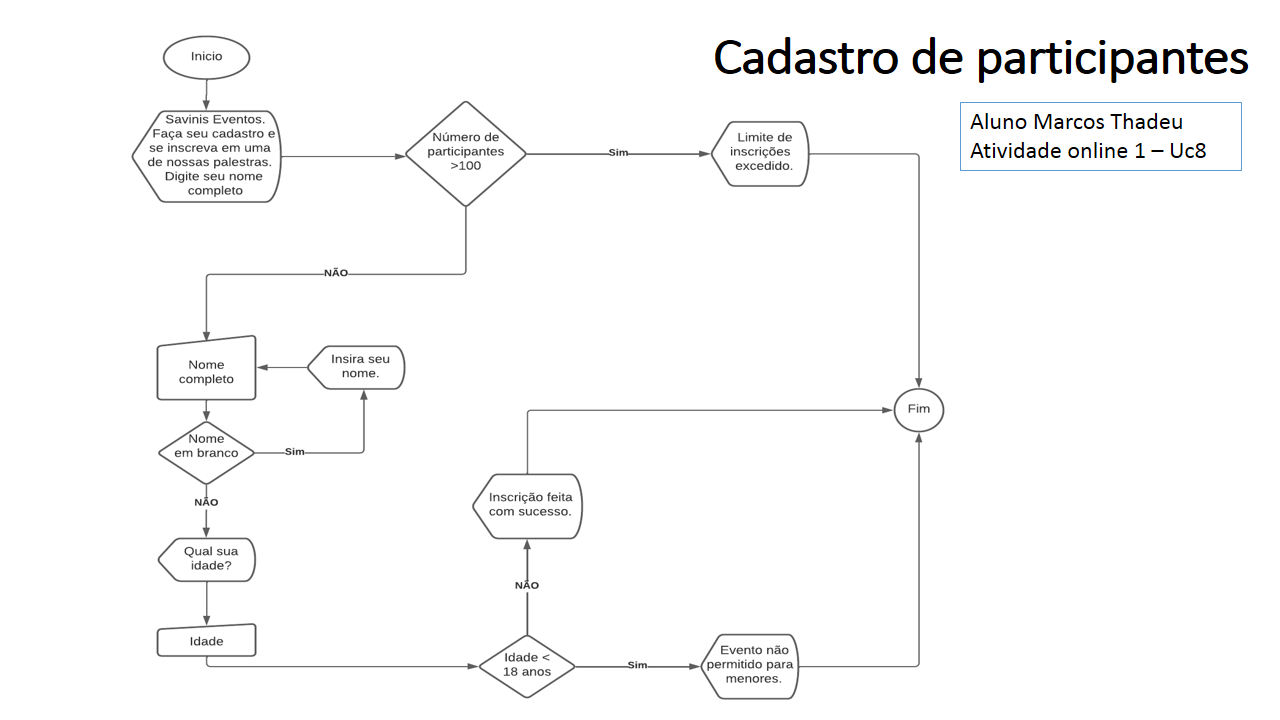 Cadastro de participantes
Aluno Marcos Thadeu
Atividade online 1 – Uc8
Inicio
Savinis Eventos.
Faça seu cadastro e
se inscreva em uma
de nossas palestras.
Digite seu nome
completo
Número de
participantes
>100
Sim
Limite de
inscrições
excedido.
NÃO
Nome
completo
Insira seu
nome.
Nome
em branco
Sim
NÃO
Qual sua
idade?
Idade
Idade <
18 anos
NÃO
Inscrição feita
com sucesso.
Sim
Evento não
permitido para
menores.
Fim